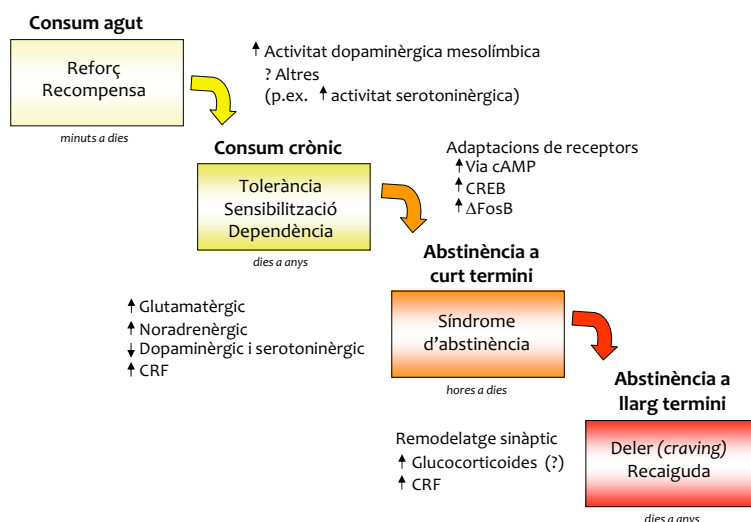 Consum agut
Reforç
Recompensa
minuts a dies
↑ Activitat dopaminèrgica mesolímbica
? Altres
(p.ex. ↑ activitat serotoninèrgica)
Consum crònic
Tolerància
Sensibilització
Dependència
dies a anys
Adaptacions de receptors
↑ Via cAMP
↑ CREB
↑ ΔFosB
Abstinència a
curt termini
Síndrome
d'abstinència
hores a dies
↑ Glutamatèrgic
↑ Noradrenèrgic
↓ Dopaminèrgic i serotoninèrgic
↑ CRF
Abstinència a
llarg termini
Deler (craving)
Recaiguda
dies a anys
Remodelatge sinàptic
↑ Glucocorticoides (?)
↑ CRF